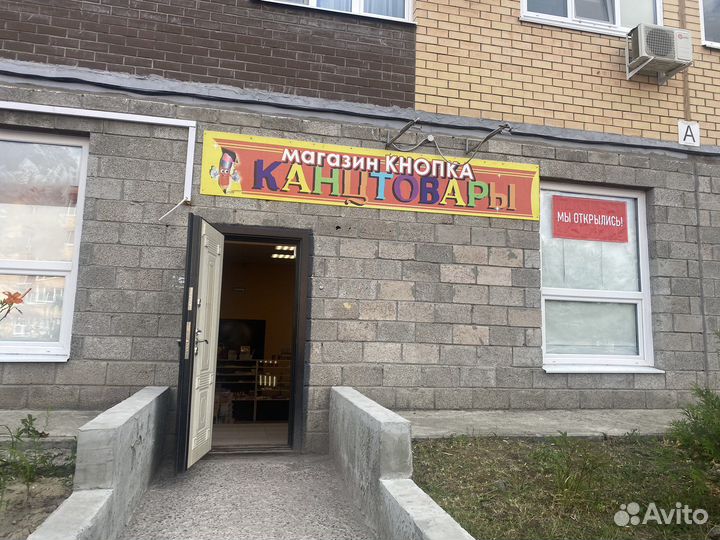 магазин КНОПКА
КАНЦТОВАРЫ
МЫ ОТКРЫЛИСЬ!
А
Avito